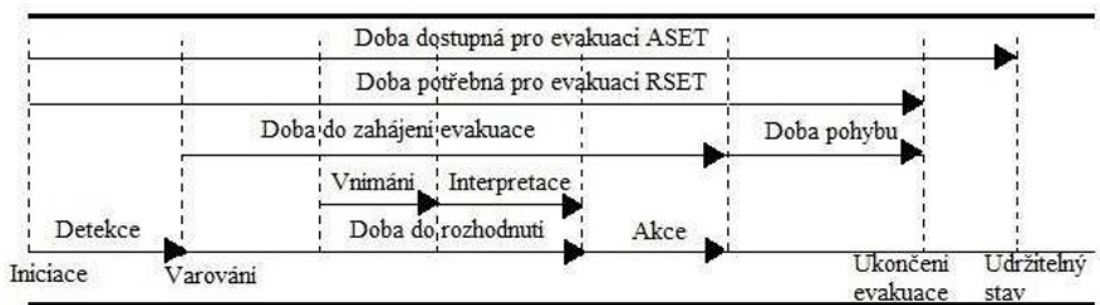 Doba dostupná pro evakuaci ASET
Doba potřebná pro evakuaci RSET
Doba do zahájení evakuace
Doba pohybu
Vnímání
Interpretace
Detekce
Doba do rozhodnutí
Akce
Iniciace
Varování
Ukončení
evakuace
Udržitelný
stav